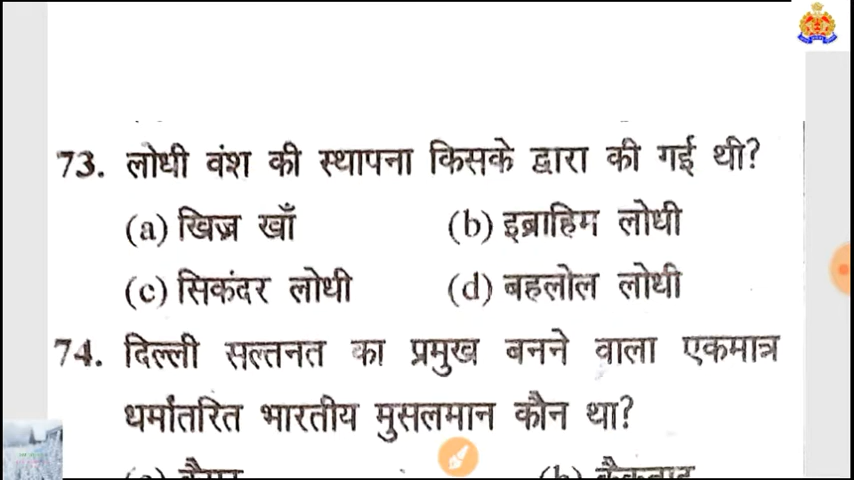 73. लोधी वंश की स्थापना किसके द्वारा की गई थी?
(a) खिज्र खाँ (b) इब्राहिम लोधी
(c) सिकंदर लोधी (d) बहलोल लोधी
74. दिल्ली सल्तनत का प्रमुख बनने वाला एकमात्र
धर्मांतरित भारतीय मुसलमान कौन था?